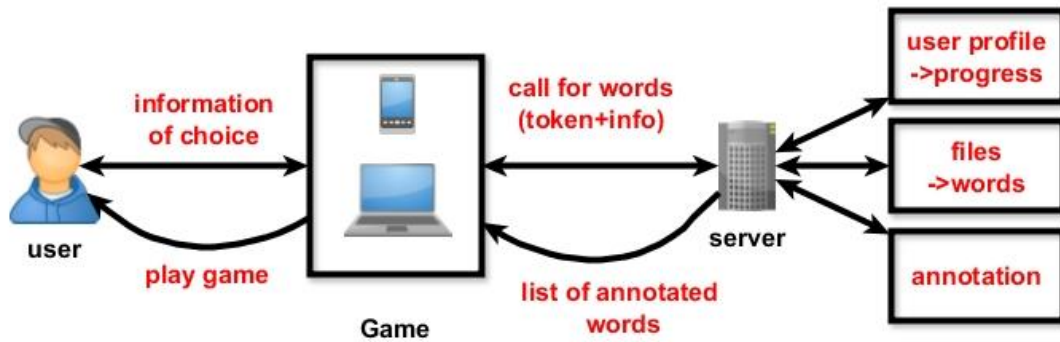 information
of choice
user
play game
Game
call for words
(token+info)
list of annotated
words
server
user profile
->progress
files
->words
annotation